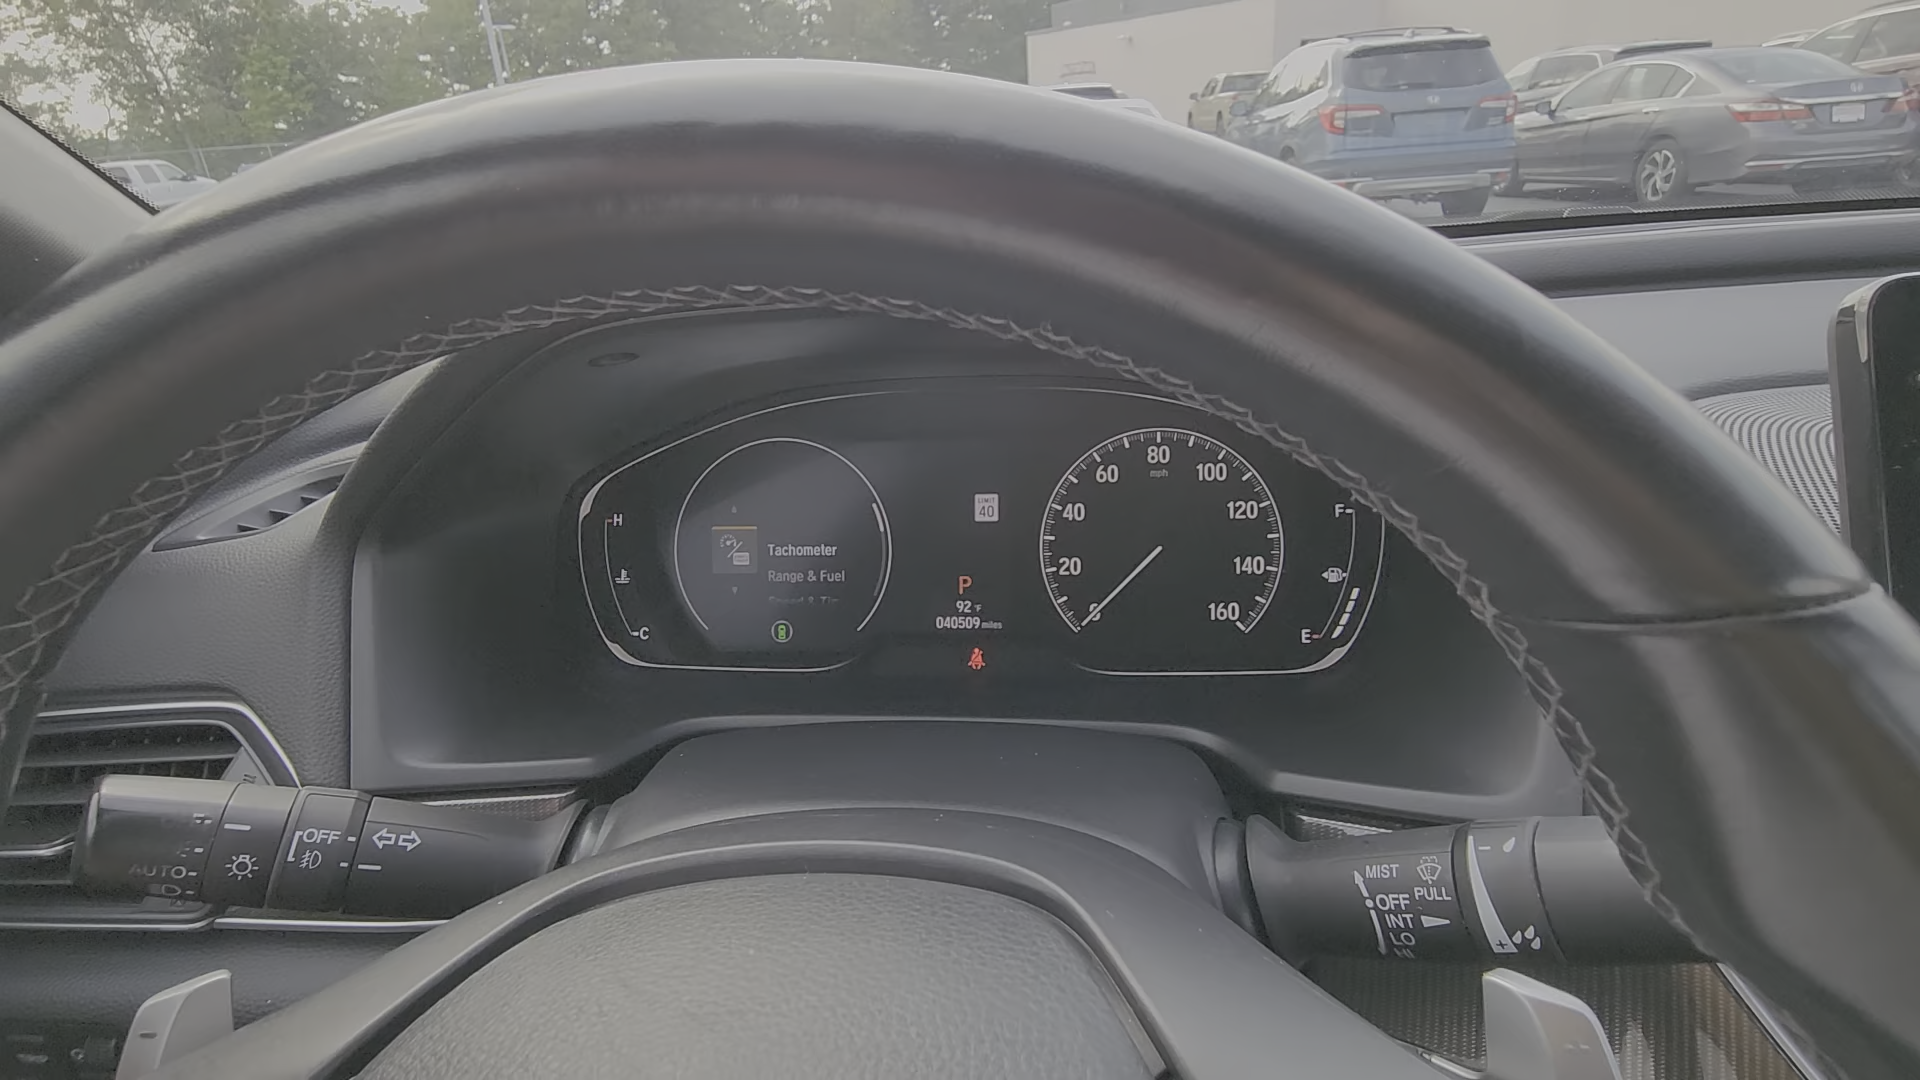 H
C
Tachometer
Range & Fuel
LIMIT
40
P
92 °F
040509 miles
20
40
60
80
mph
100
120
140
160
F
E
OFF
AUTO
MIST
PULL
OFF
INT
LO
HI